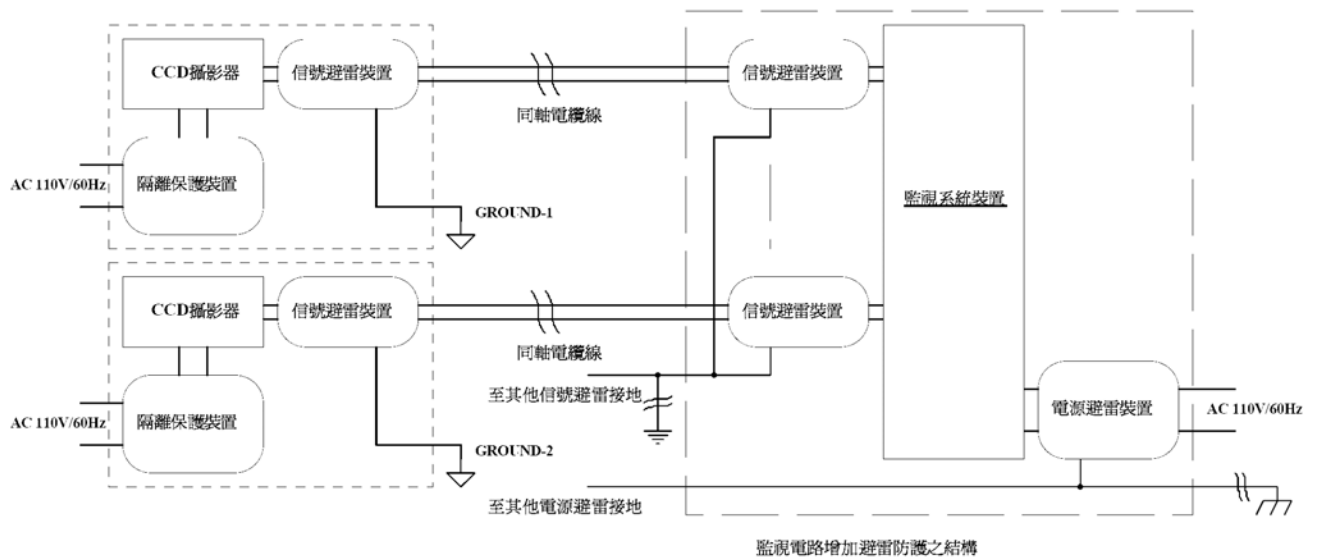 CCD攝影器
信號避雷裝置
同軸電纜線
信號避雷裝置
AC 110V/60Hz
隔離保護裝置
GROUND-1
監視系統裝置
CCD攝影器
信號避雷裝置
同軸電纜線
信號避雷裝置
至其他信號避雷接地
AC 110V/60Hz
隔離保護裝置
GROUND-2
電源避雷裝置
AC 110V/60Hz
至其他電源避雷接地
監視電路增加避雷防護之結構